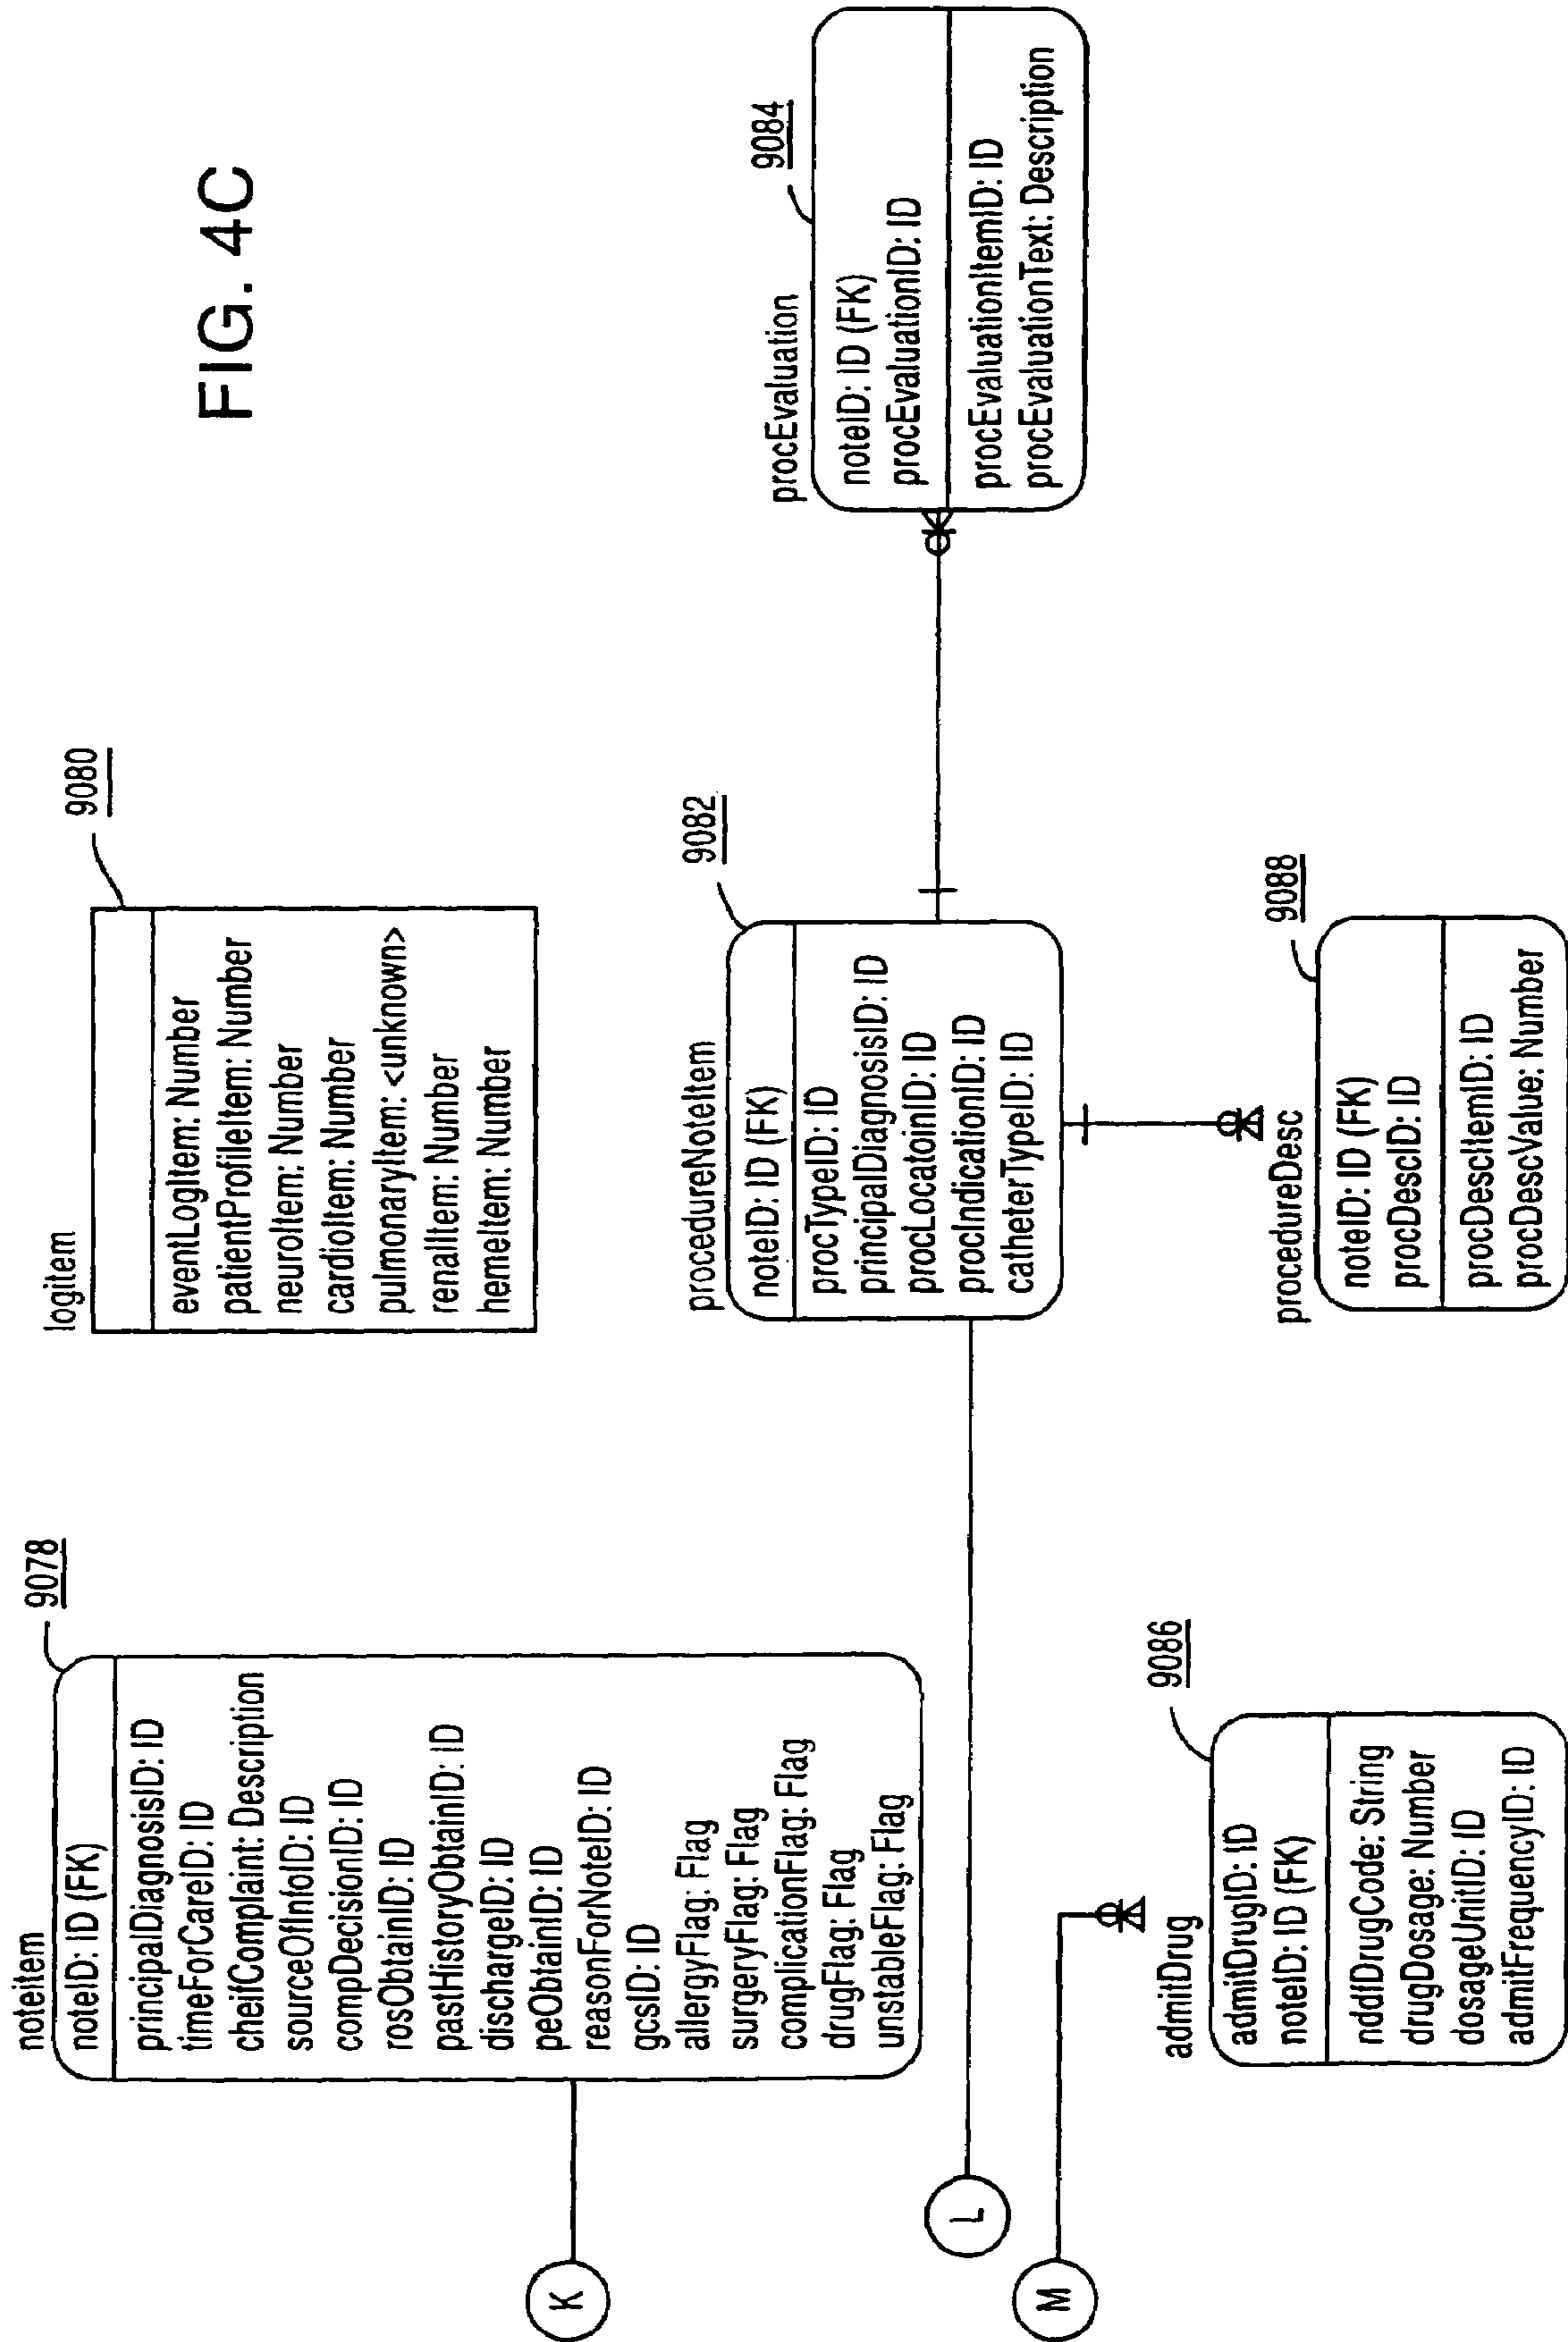 FIG. 4C
noteitem
9078
noteID: ID (FK)
principalDiagnosisID: ID
timeForCareID: ID
cheifComplaint: Description
sourceOfInfoID: ID
compDecisionID: ID
rosObtainID: ID
pastHistoryObtainID: ID
dischargeID: ID
peObtainID: ID
reasonForNoteID: ID
gcsID: ID
allergyFlag: Flag
surgeryFlag: Flag
complicationFlag: Flag
drugFlag: Flag
unstableFlag: Flag
K
logitem
9080
eventLogItem: Number
patientProfileItem: Number
neuroItem: Number
cardioItem: Number
pulmonaryItem: <unknown>
renalItem: Number
hemeItem: Number
L
procedureNoteItem
9082
noteID: ID (FK)
procTypeID: ID
principalDiagnosisID: ID
procLocatoinID: ID
procIndicationID: ID
catheterTypeID: ID
procEvaluation
9084
noteID: ID (FK)
procEvaluationID: ID
procEvaluationItemID: ID
procEvaluationText: Description
M
admitDrug
9086
admitDrugID: ID
noteID: ID (FK)
nddfDrugCode: String
drugDosage: Number
dosageUnitID: ID
admitFrequencyID: ID
procedureDesc
9088
noteID: ID (FK)
procDescID: ID
procDescItemID: ID
procDescValue: Number